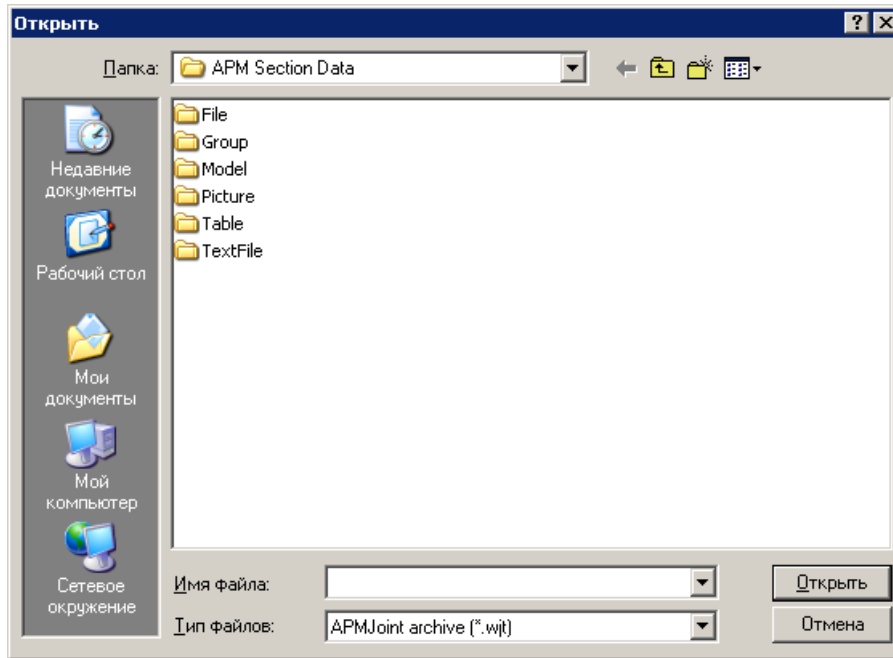 Открыть
Папка: APM Section Data
File
Group
Model
Picture
Table
TextFile
Недавние
документы
Рабочий стол
Мои
документы
Мой
компьютер
Сетевое
окружение
Имя файла:
Открыть
Тип файлов: APMJoint archive (*.wjt)
Отмена